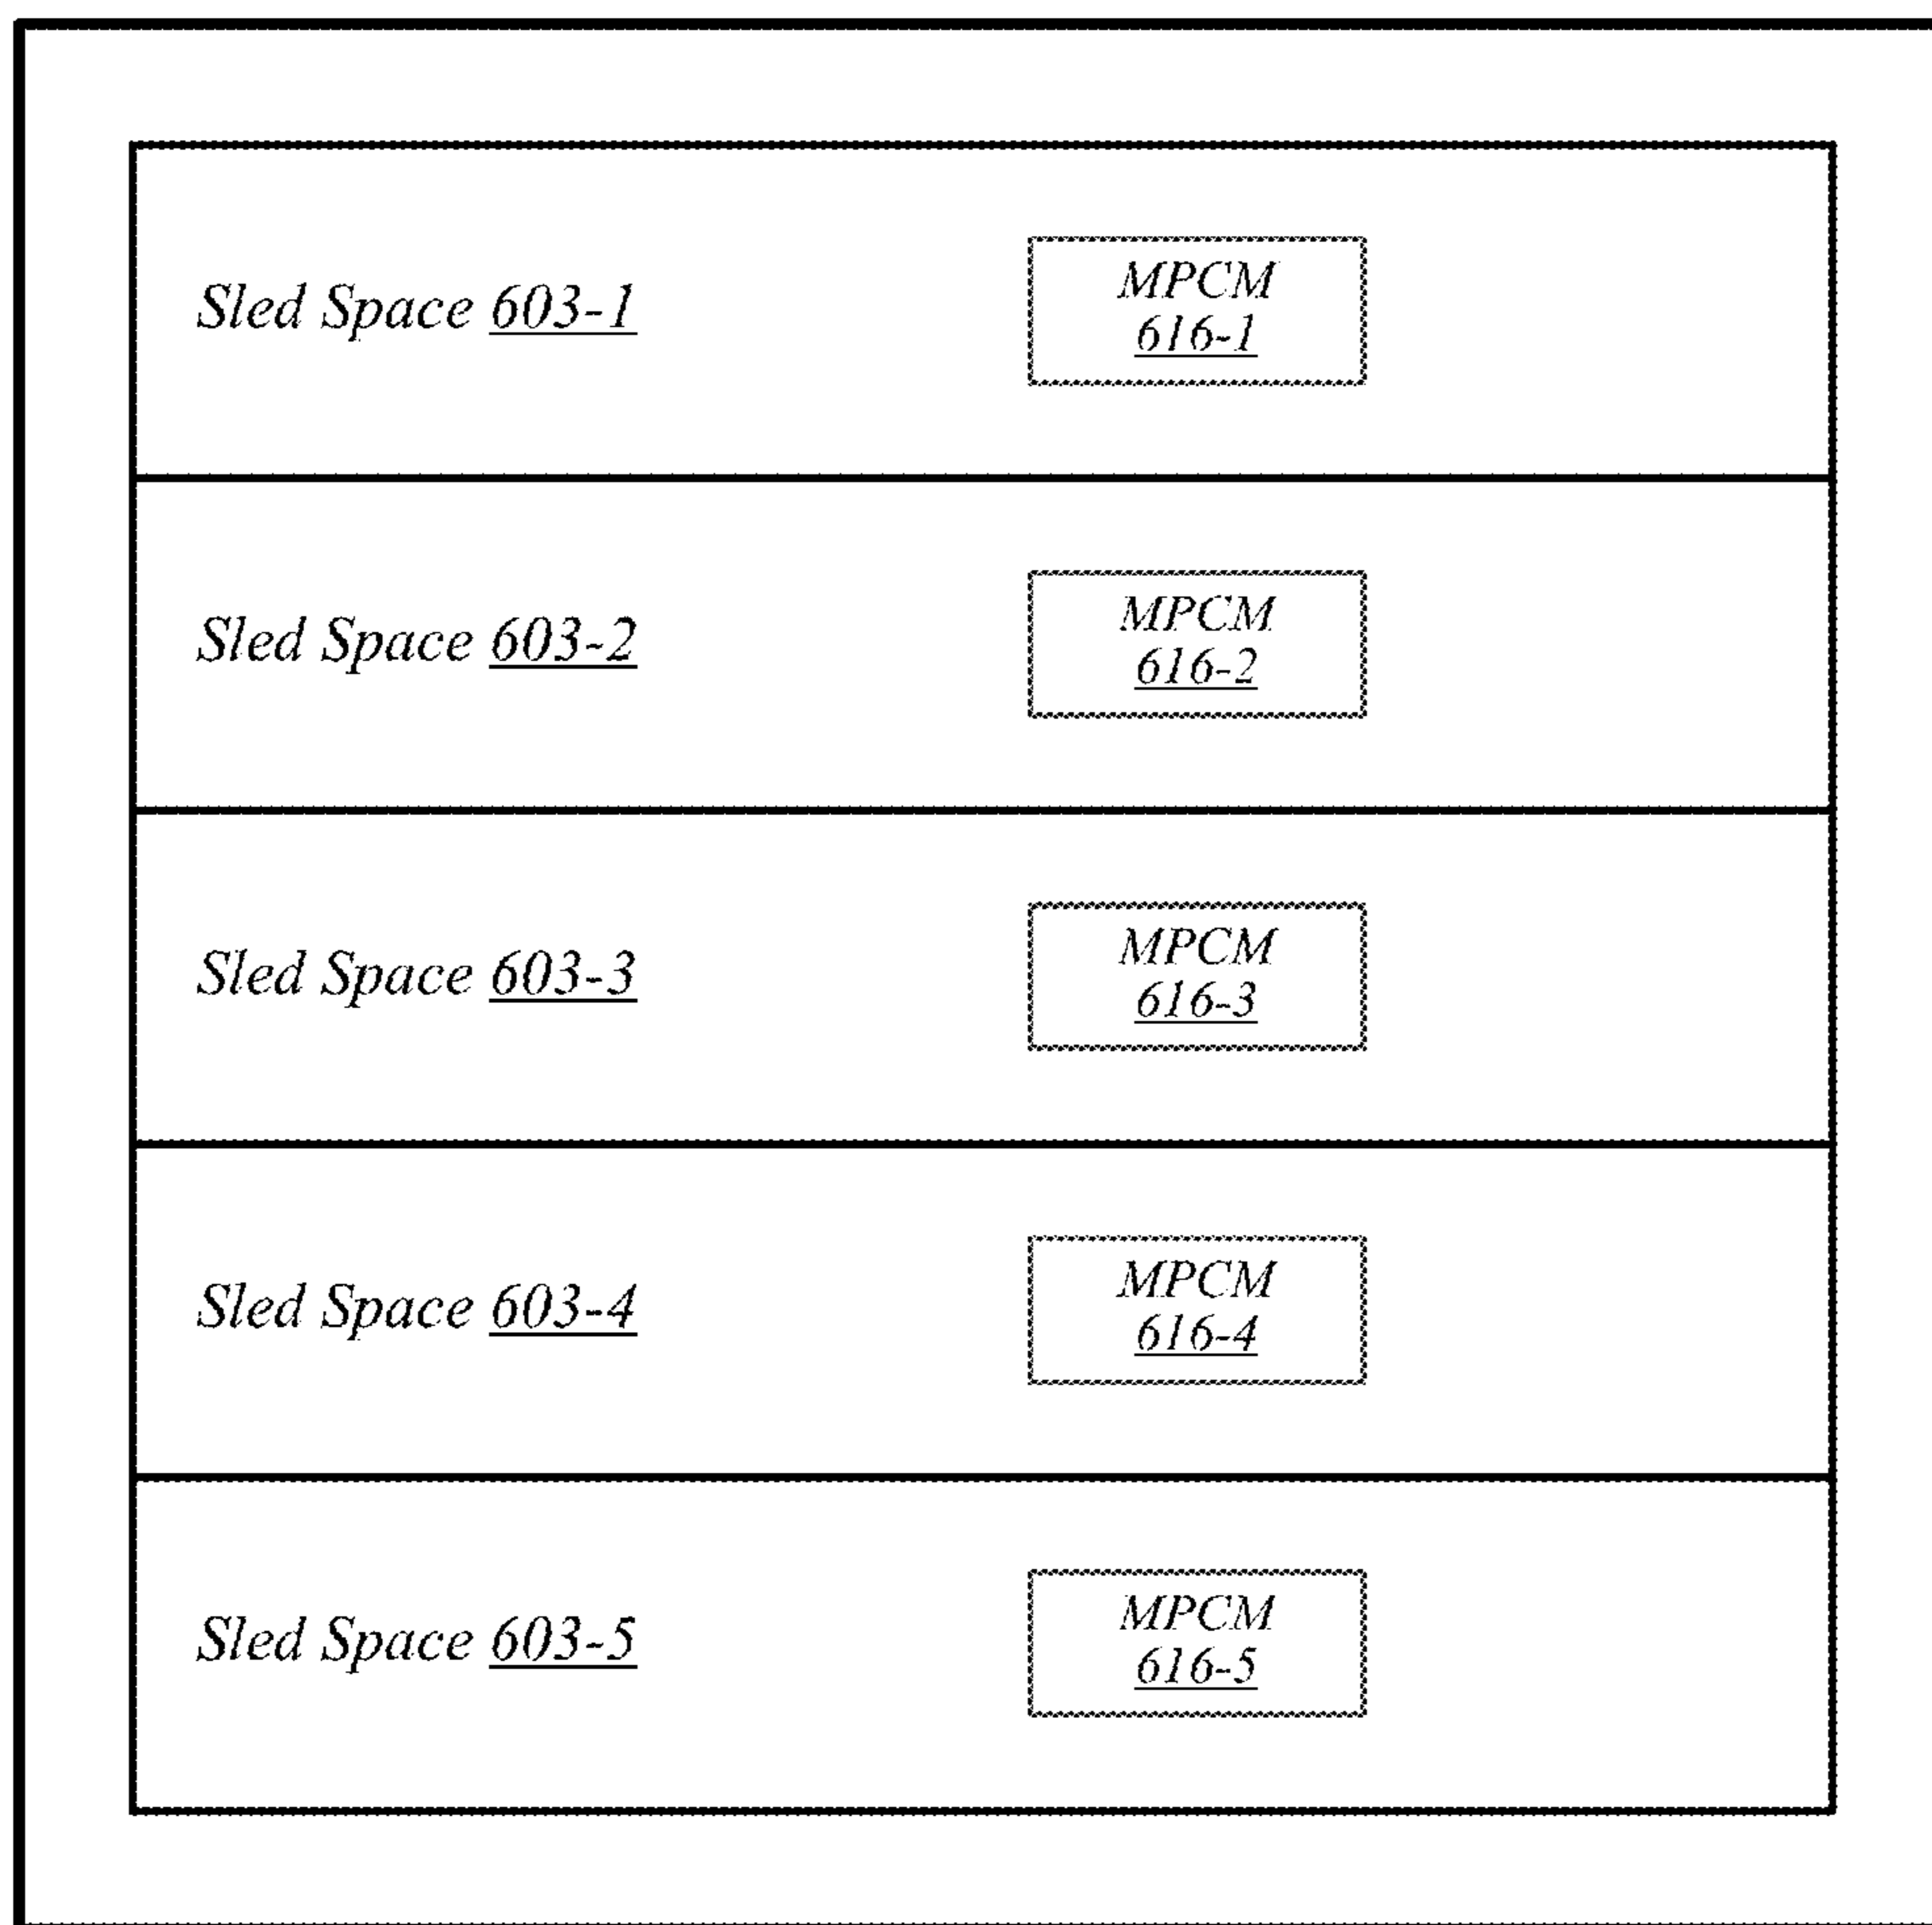 Sled Space 603-1
MPCM
616-1
Sled Space 603-2
MPCM
616-2
Sled Space 603-3
MPCM
616-3
Sled Space 603-4
MPCM
616-4
Sled Space 603-5
MPCM
616-5